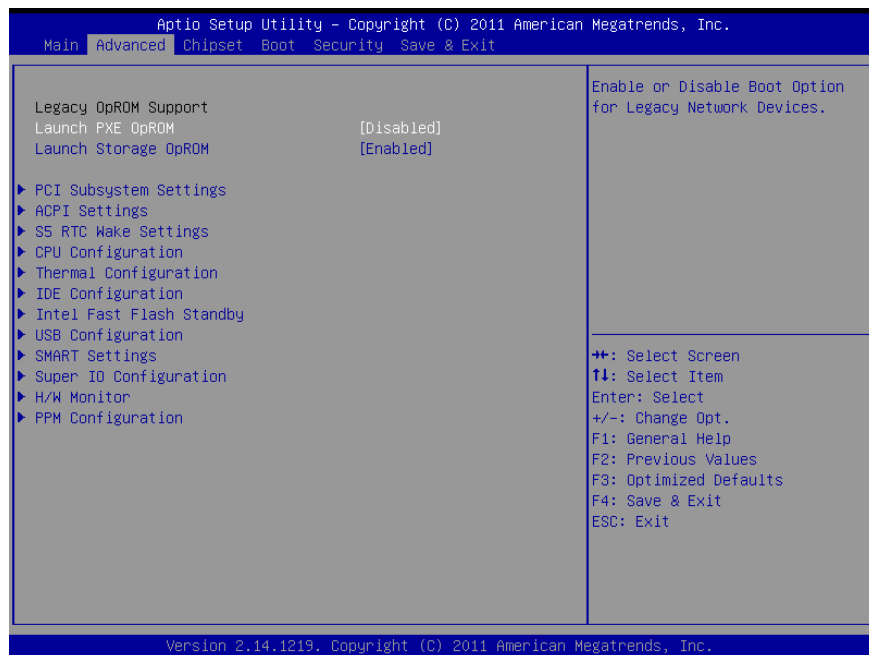 Aptio Setup Utility – Copyright (C) 2011 American Megatrends, Inc.
Main Advanced Chipset Boot Security Save & Exit
Legacy OpROM Support
Launch PXE OpROM [Disabled]
Launch Storage OpROM [Enabled]
PCI Subsystem Settings
ACPI Settings
S5 RTC Wake Settings
CPU Configuration
Thermal Configuration
IDE Configuration
Intel Fast Flash Standby
USB Configuration
SMART Settings
Super IO Configuration
H/W Monitor
PPM Configuration
Enable or Disable Boot Option
for Legacy Network Devices.
→←: Select Screen
↑↓: Select Item
Enter: Select
+/-: Change Opt.
F1: General Help
F2: Previous Values
F3: Optimized Defaults
F4: Save & Exit
ESC: Exit
Version 2.14.1219. Copyright (C) 2011 American Megatrends, Inc.